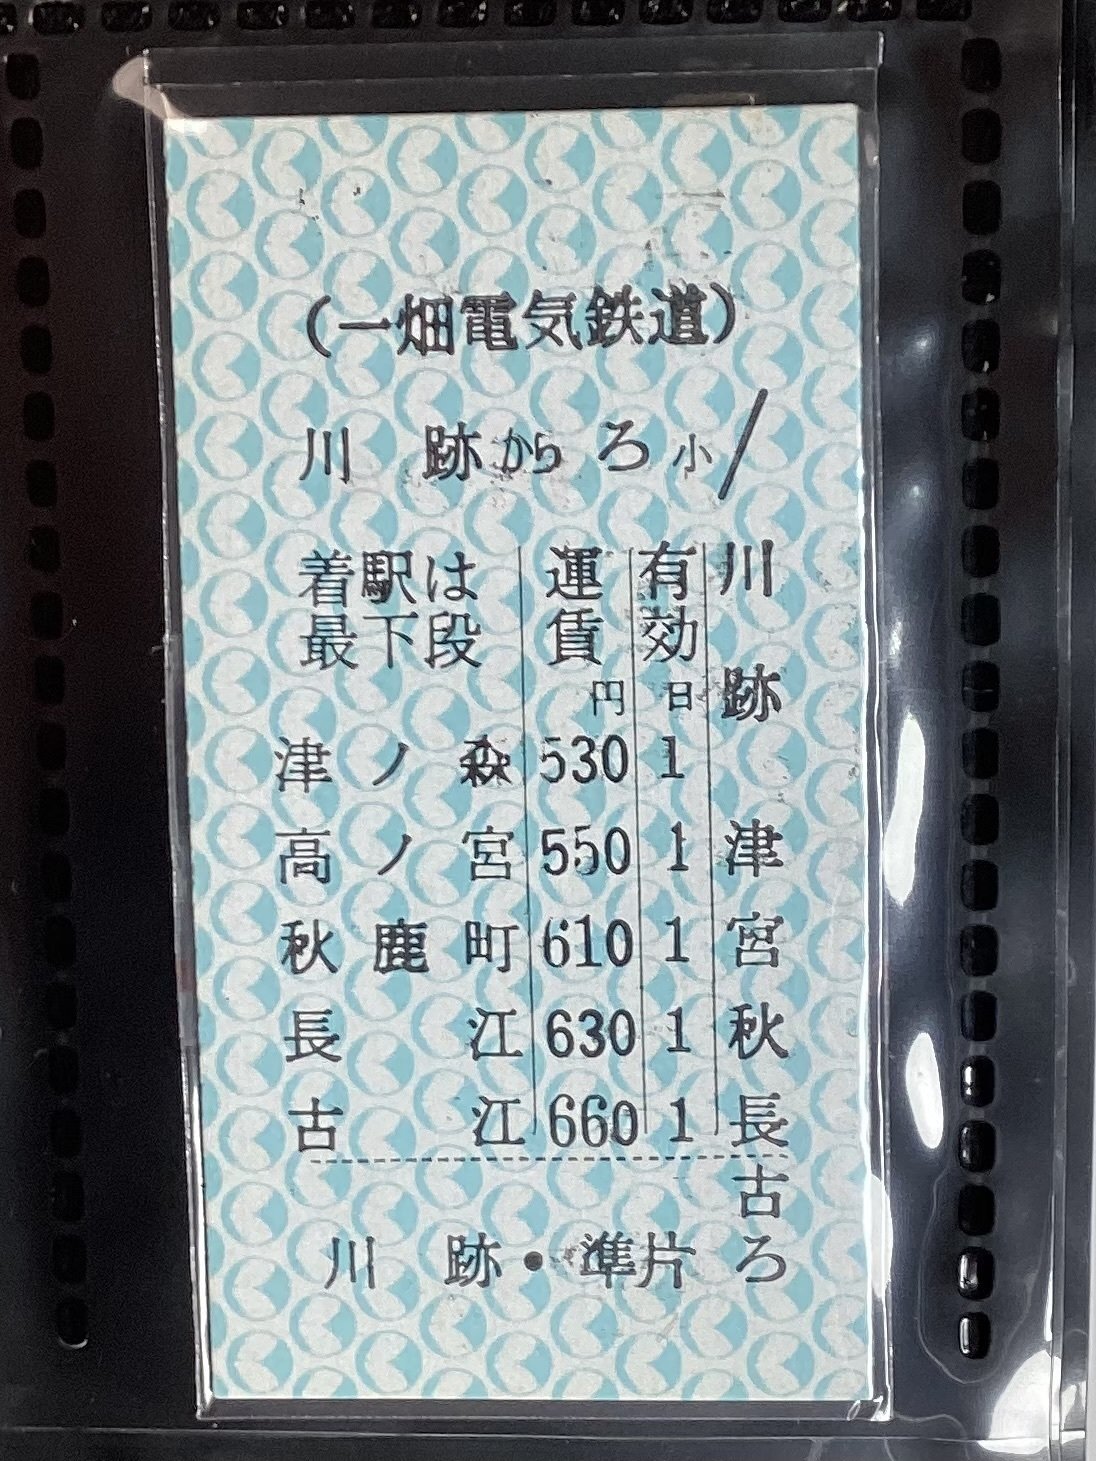 (一畑電気鉄道)
川跡から ろ 小
着駅は 運 有 川
最下段 賃 効
円 日 跡
津ノ森 530 1
高ノ宮 550 1 津
秋鹿町 610 1 宮
長江 630 1 秋
古江 660 1 長
古
川跡・準片 ろ